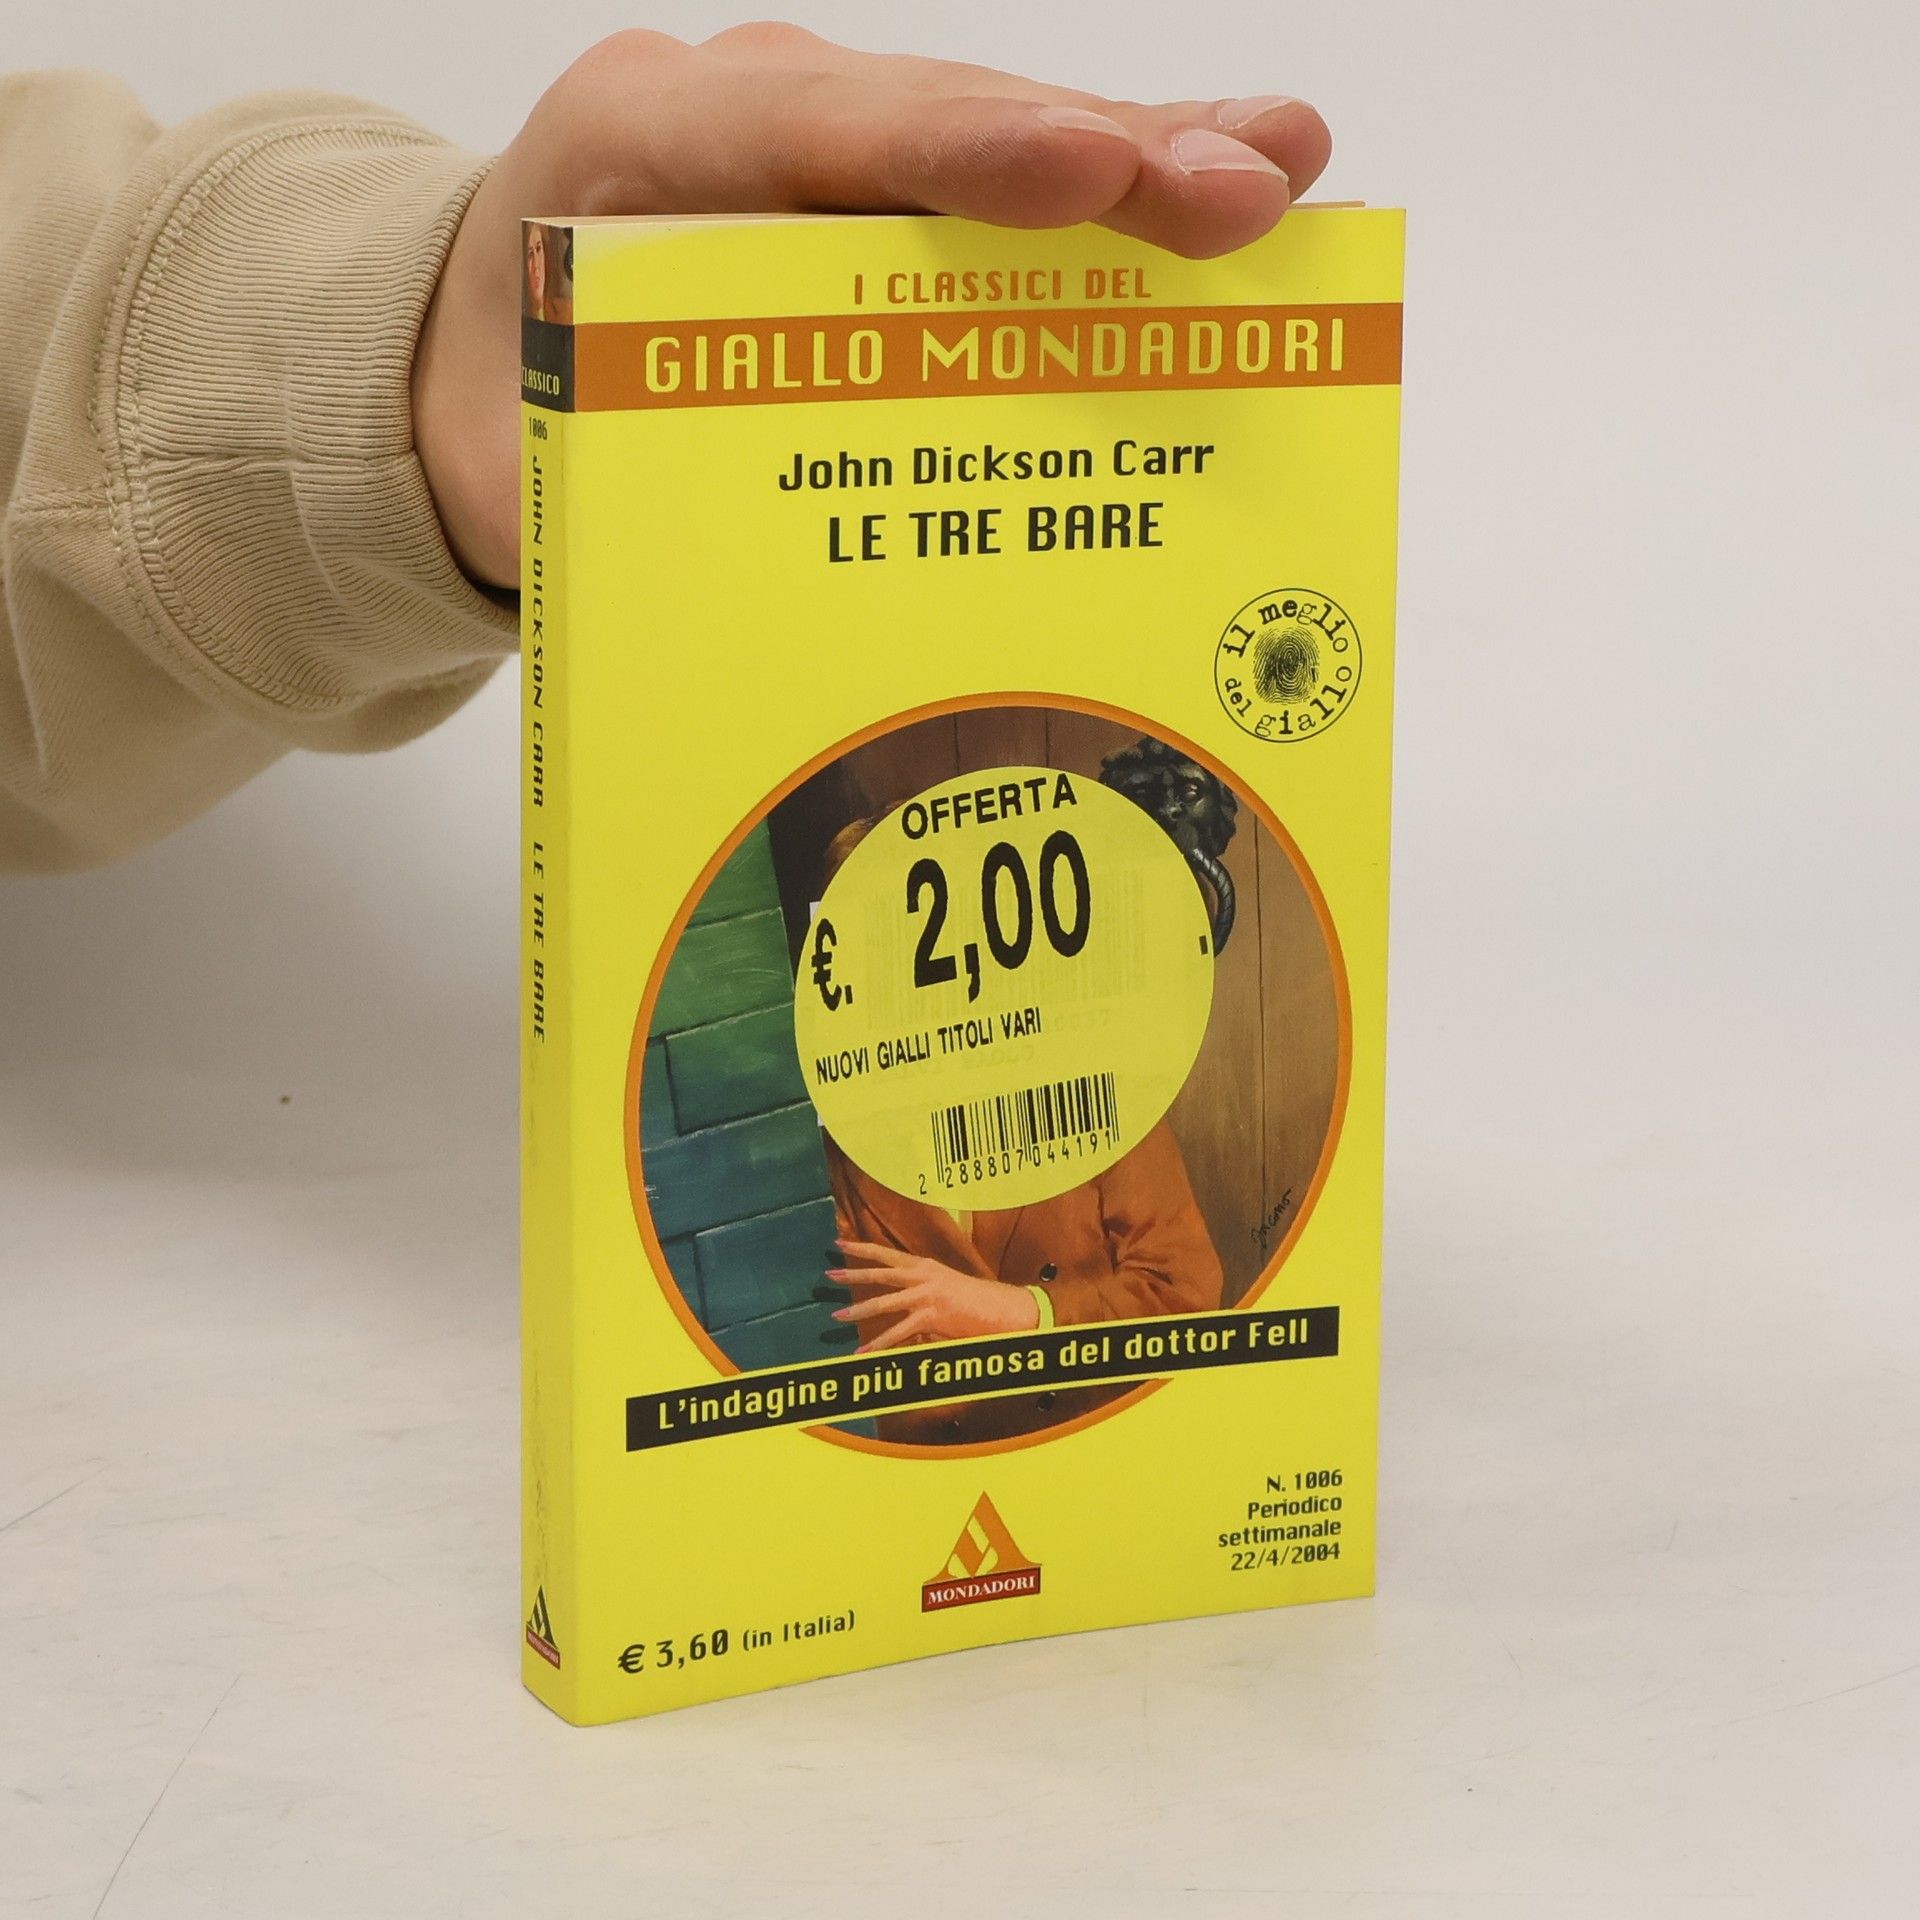 I CLASSICI DEL
GIALLO MONDADORI
John Dickson Carr
LE TRE BARE
il meglio
del giallo
OFFERTA
€. 2,00
NUOVI GIALLI TITOLI VARI
2 288807 044191
Jacono
L'indagine più famosa del dottor Fell
N. 1006
Periodico
settimanale
22/4/2004
MONDADORI
€ 3,60 (in Italia)
CLASSICO
1006
JOHN DICKSON CARR LE TRE BARE
MONDADORI